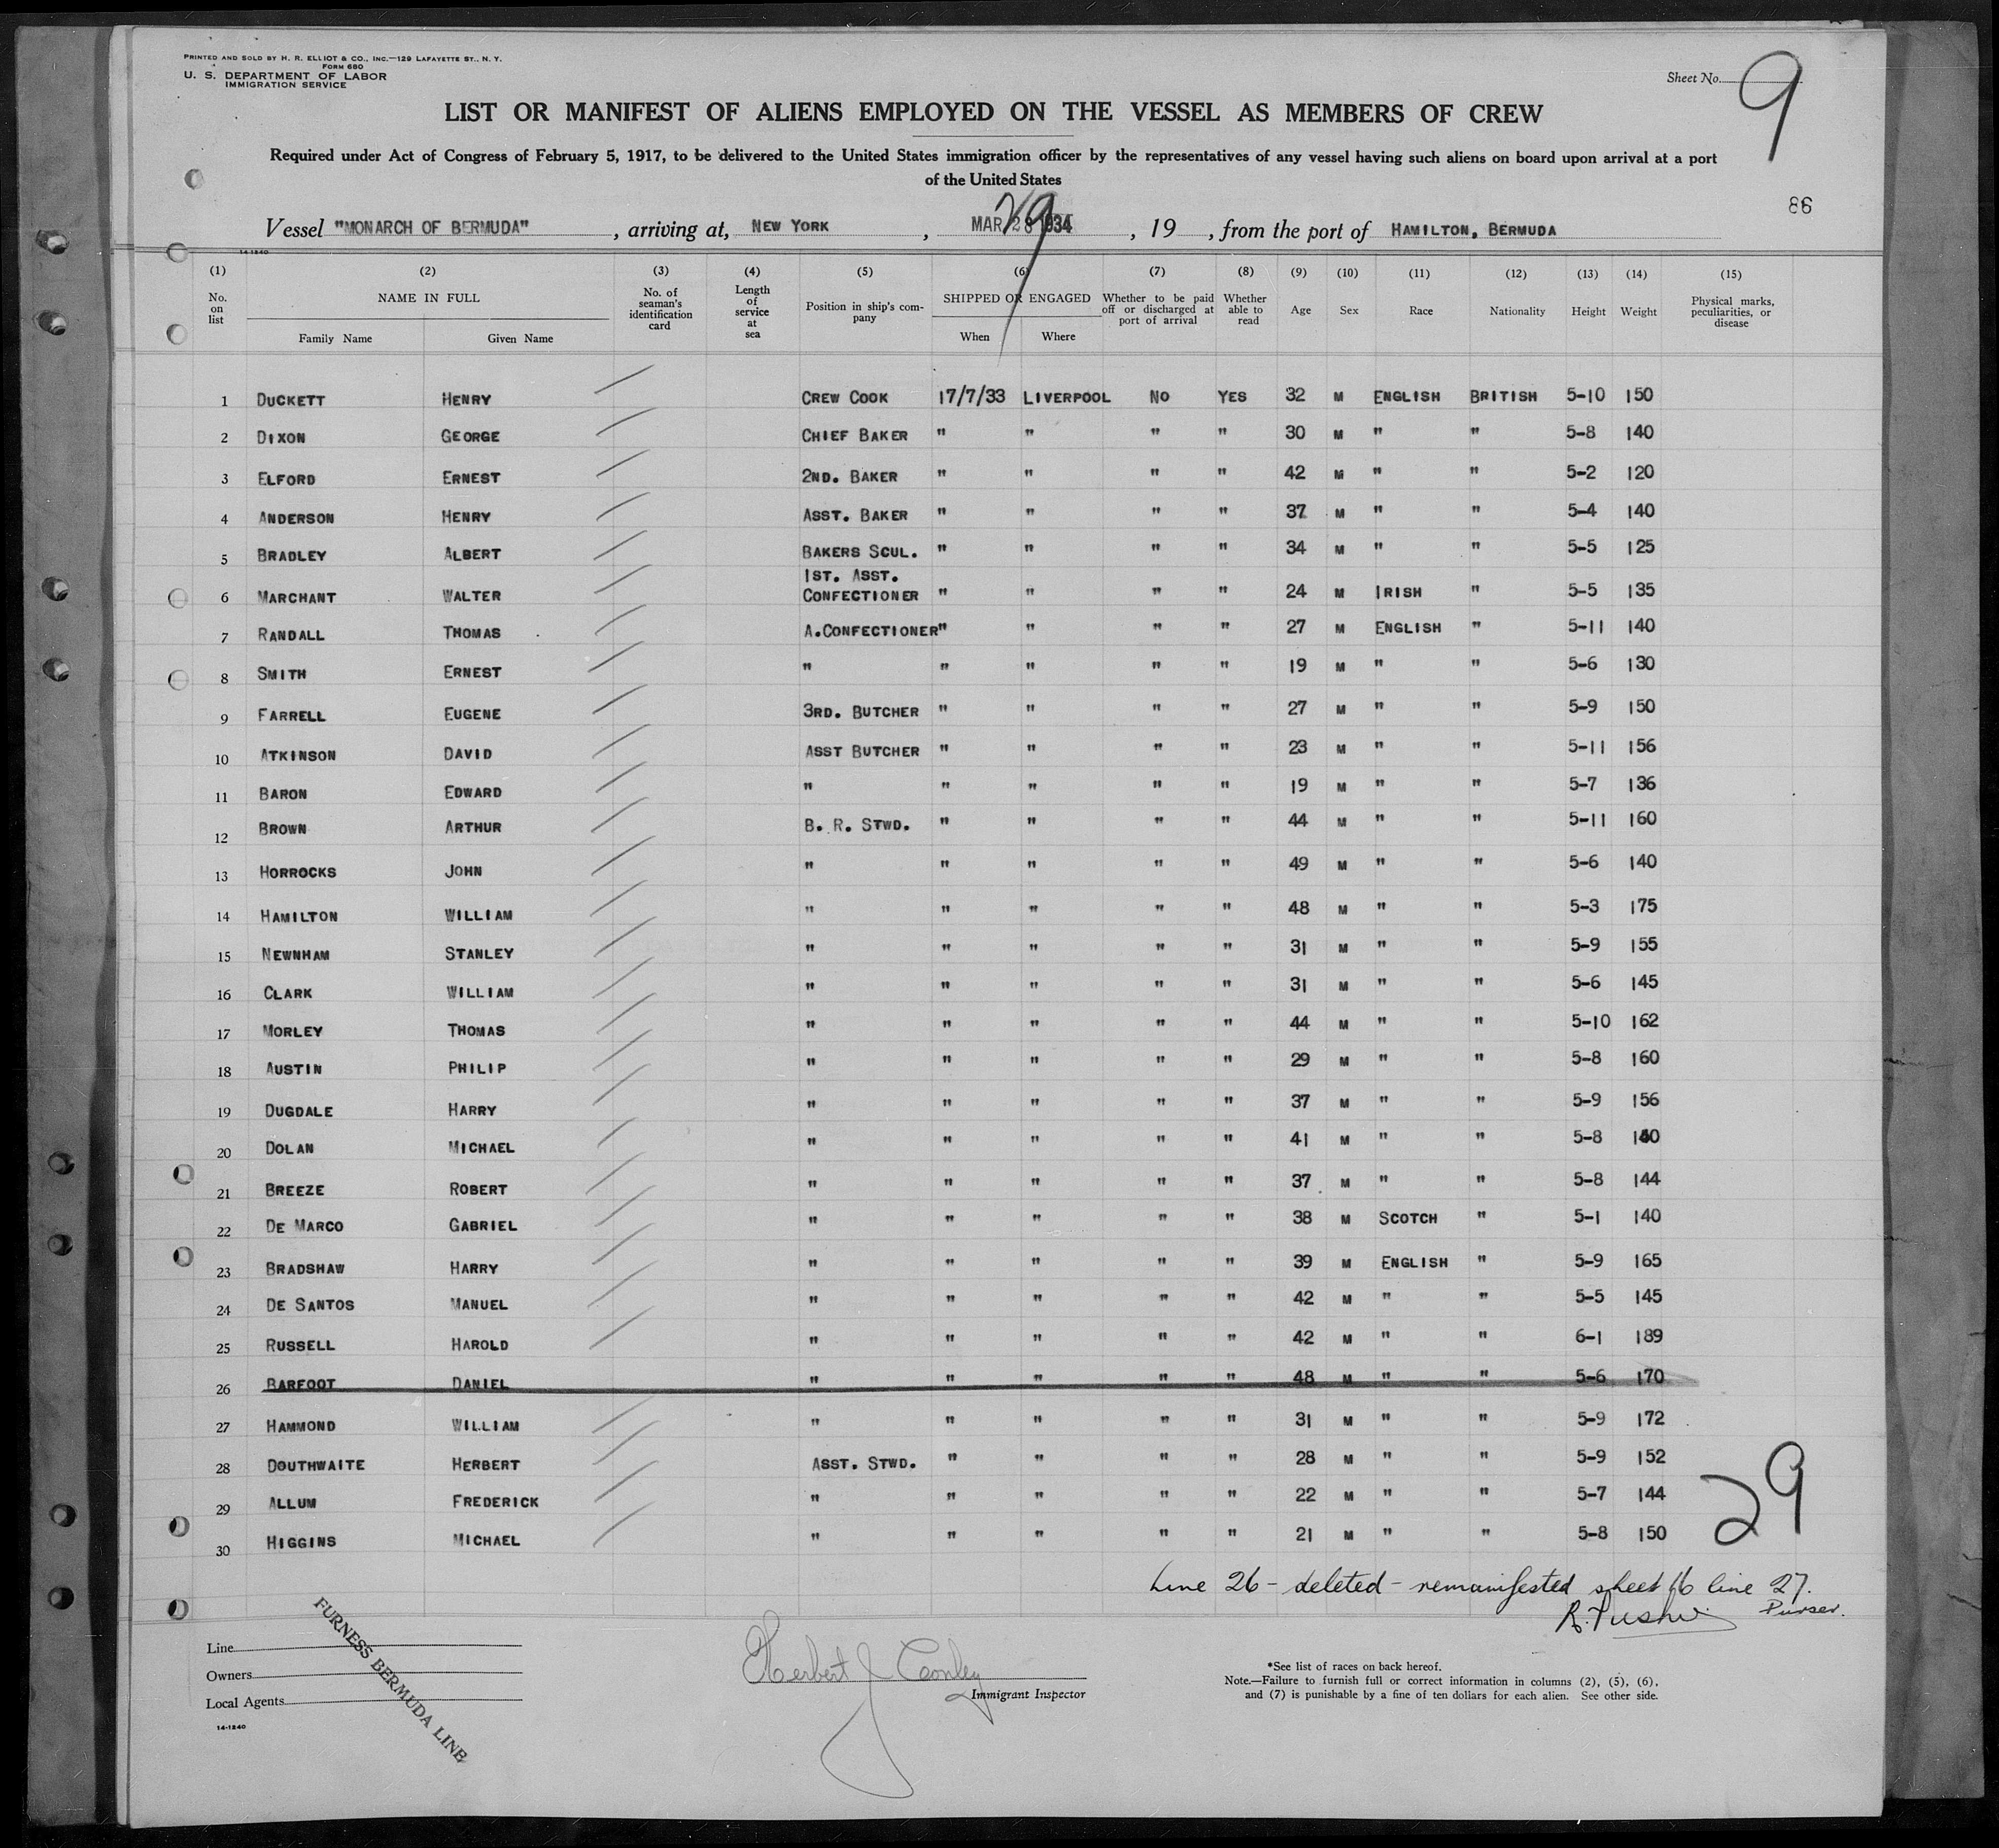 PRINTED AND SOLD BY H. R. ELLIOT & CO., INC.—129 LAFAYETTE ST., N. Y.
FORM 680
U. S. DEPARTMENT OF LABOR
IMMIGRATION SERVICE
Sheet No. 9
LIST OR MANIFEST OF ALIENS EMPLOYED ON THE VESSEL AS MEMBERS OF CREW
Required under Act of Congress of February 5, 1917, to be delivered to the United States immigration officer by the representatives of any vessel having such aliens on board upon arrival at a port
of the United States
86
Vessel "MONARCH OF BERMUDA" , arriving at, NEW YORK , MAR 28 1934 29 , 19 , from the port of HAMILTON, BERMUDA
14-1240
(1) (2) (3) (4) (5) (6) (7) (8) (9) (10) (11) (12) (13) (14) (15)
No. on list NAME IN FULL Family Name Given Name No. of seaman's identification card Length of service at sea Position in ship's company SHIPPED OR ENGAGED When Where Whether to be paid off or discharged at port of arrival Whether able to read Age Sex Race Nationality Height Weight Physical marks, peculiarities, or disease
1 DUCKETT HENRY CREW COOK 17/7/33 LIVERPOOL NO YES 32 M ENGLISH BRITISH 5-10 150
2 DIXON GEORGE CHIEF BAKER " " " " 30 M " " 5-8 140
3 ELFORD ERNEST 2ND. BAKER " " " " 42 M " " 5-2 120
4 ANDERSON HENRY ASST. BAKER " " " " 37 M " " 5-4 140
5 BRADLEY ALBERT BAKERS SCUL. " " " " 34 M " " 5-5 125
6 MARCHANT WALTER 1ST. ASST. CONFECTIONER " " " " 24 M IRISH " 5-5 135
7 RANDALL THOMAS A.CONFECTIONER " " " " 27 M ENGLISH " 5-11 140
8 SMITH ERNEST " " " " " 19 M " " 5-6 130
9 FARRELL EUGENE 3RD. BUTCHER " " " " 27 M " " 5-9 150
10 ATKINSON DAVID ASST BUTCHER " " " " 23 M " " 5-11 156
11 BARON EDWARD " " " " " 19 M " " 5-7 136
12 BROWN ARTHUR B. R. STWD. " " " " 44 M " " 5-11 160
13 HORROCKS JOHN " " " " " 49 M " " 5-6 140
14 HAMILTON WILLIAM " " " " " 48 M " " 5-3 175
15 NEWNHAM STANLEY " " " " " 31 M " " 5-9 155
16 CLARK WILLIAM " " " " " 31 M " " 5-6 145
17 MORLEY THOMAS " " " " " 44 M " " 5-10 162
18 AUSTIN PHILIP " " " " " 29 M " " 5-8 160
19 DUGDALE HARRY " " " " " 37 M " " 5-9 156
20 DOLAN MICHAEL " " " " " 41 M " " 5-8
21 BREEZE ROBERT " " " " " 37 M " " 5-8 144
22 DE MARCO GABRIEL " " " " " 38 M SCOTCH " 5-1 140
23 BRADSHAW HARRY " " " " " 39 M ENGLISH " 5-9 165
24 DE SANTOS MANUEL " " " " " 42 M " " 5-5 145
25 RUSSELL HAROLD " " " " " 42 M " " 6-1 189
26 BARFOOT DANIEL " " " " " 48 M " " 5-6 170
27 HAMMOND WILLIAM " " " " " 31 M " " 5-9 172
28 DOUTHWAITE HERBERT ASST. STWD. " " " " 28 M " " 5-9 152
29 ALLUM FREDERICK " " " " " 22 M " " 5-7 144
30 HIGGINS MICHAEL " " " " " 21 M " " 5-8 150
29
Line 26 - deleted - remanifested sheet 16 line 27.
Purser.
Line
Owners
Local Agents
FURNESS BERMUDA LINE
14-1240
Herbert J Conley
Immigrant Inspector
*See list of races on back hereof.
Note.—Failure to furnish full or correct information in columns (2), (5), (6),
and (7) is punishable by a fine of ten dollars for each alien. See other side.